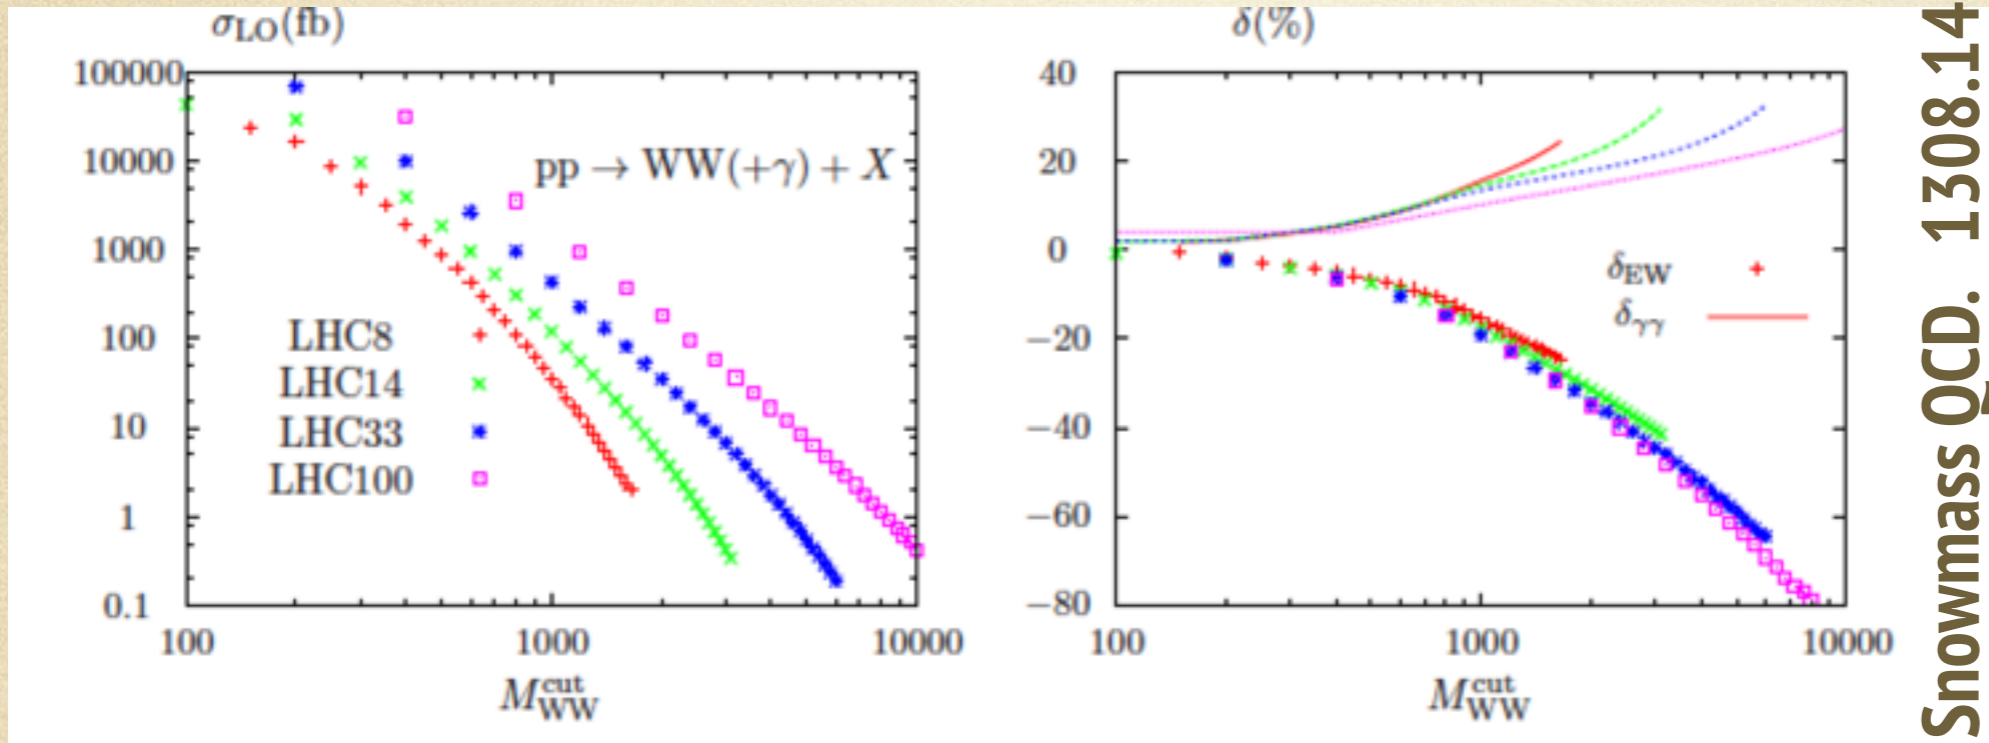 σLO(fb)
100000
10000
1000
100
10
1
0.1
pp → WW(+γ) + X
LHC8
LHC14
LHC33
LHC100
100 1000 10000
M^cut_WW
δ(%)
40
20
0
−20
−40
−60
−80
δEW
δγγ
100 1000 10000
M^cut_WW
Snowmass QCD. 1308.14